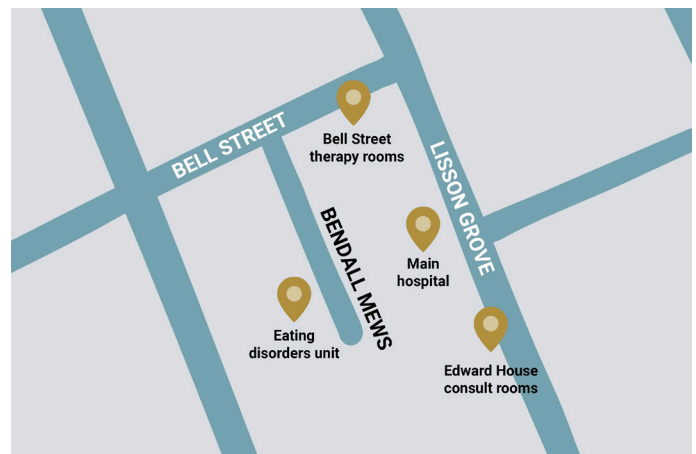 BELL STREET
Bell Street
therapy rooms
LISSON GROVE
BENDALL MEWS
Main
hospital
Eating
disorders unit
Edward House
consult rooms